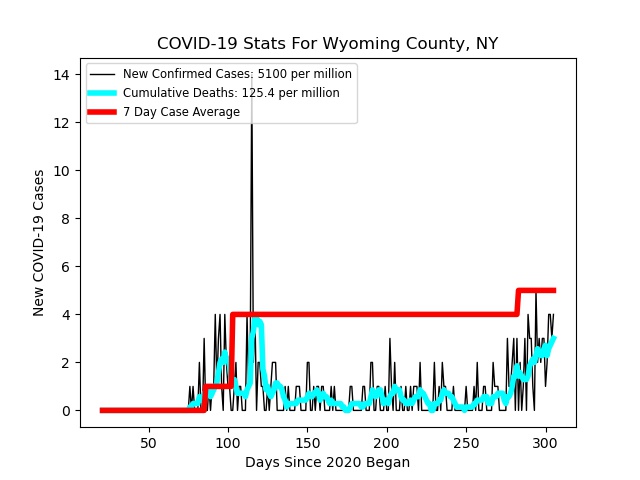 COVID-19 Stats For Wyoming County, NY
New Confirmed Cases: 5100 per million
Cumulative Deaths: 125.4 per million
7 Day Case Average
14
12
10
8
6
4
2
0
New COVID-19 Cases
50 100 150 200 250 300
Days Since 2020 Began